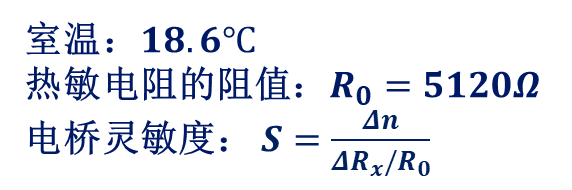 室温：18.6℃
热敏电阻的阻值：R₀ = 5120Ω
电桥灵敏度： S = Δn / (ΔRₓ/R₀)